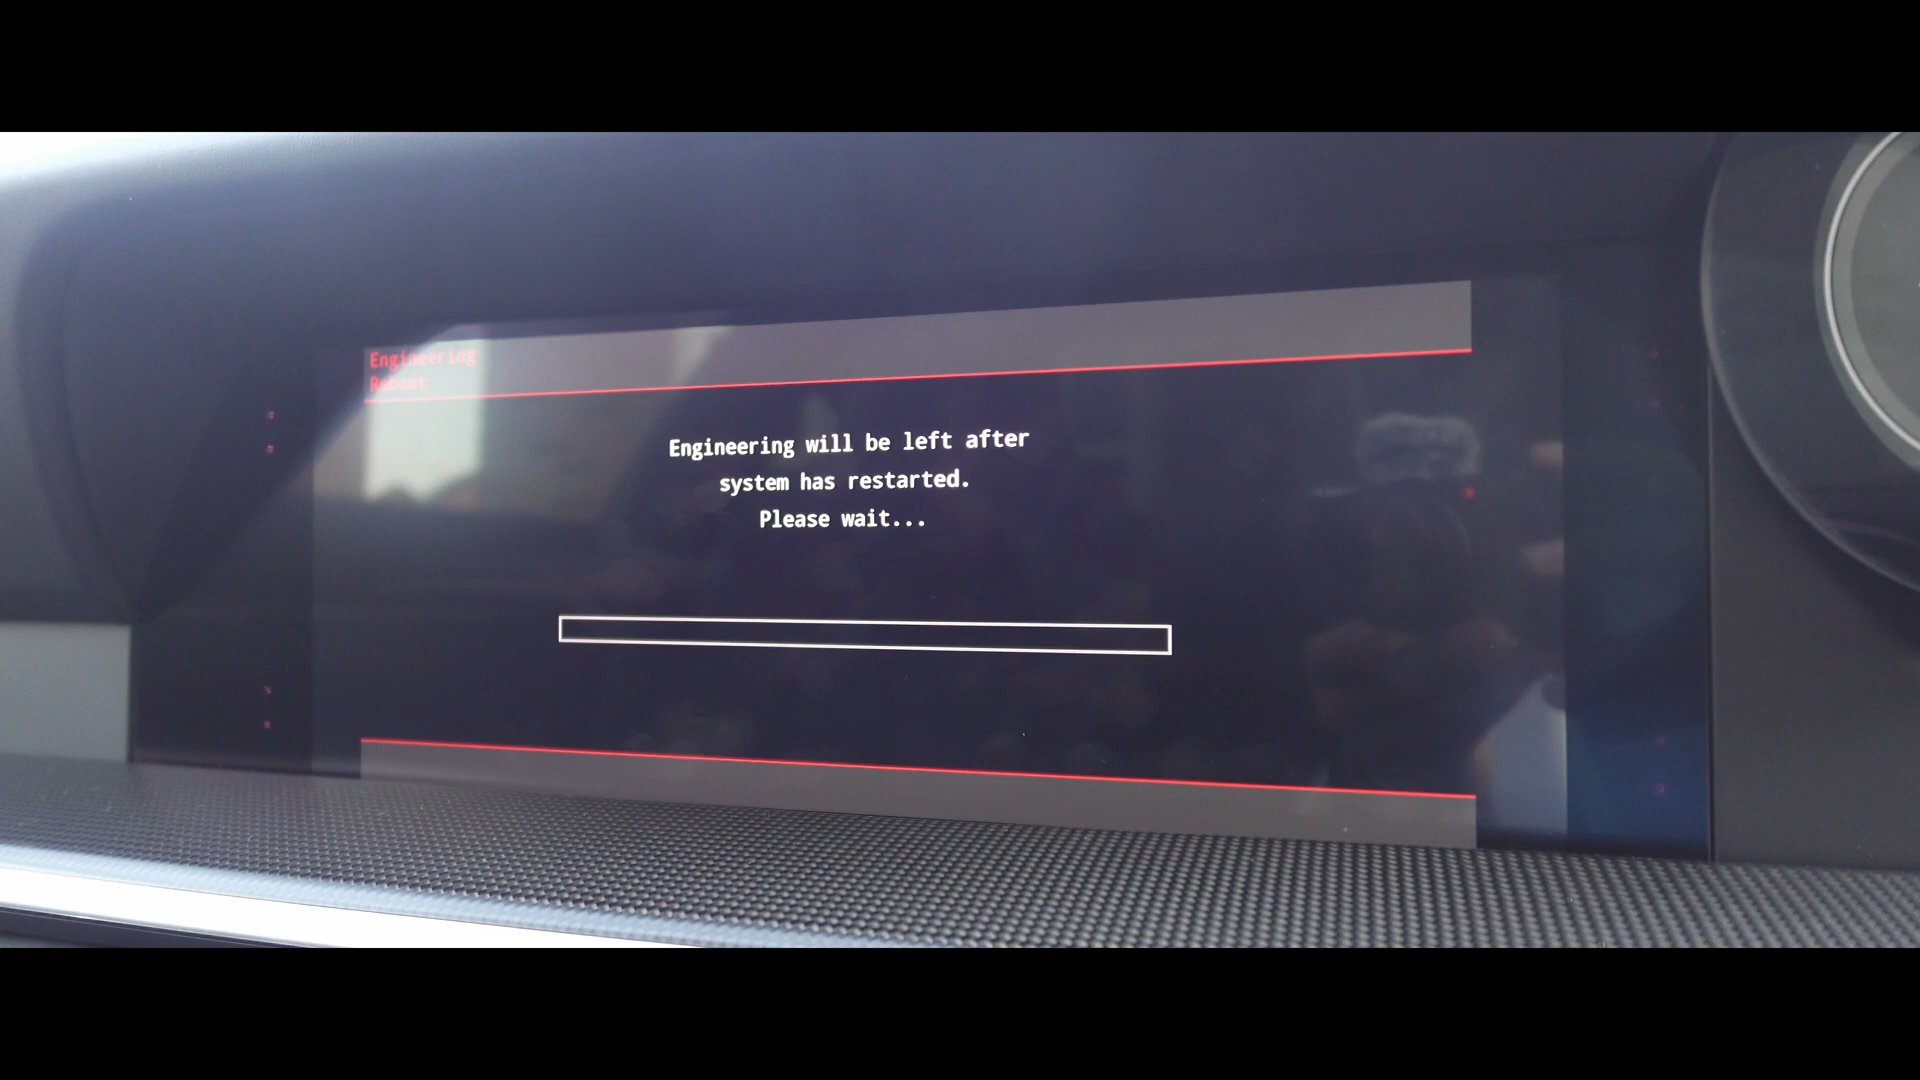 Engineering
Reboot
Engineering will be left after
system has restarted.
Please wait...